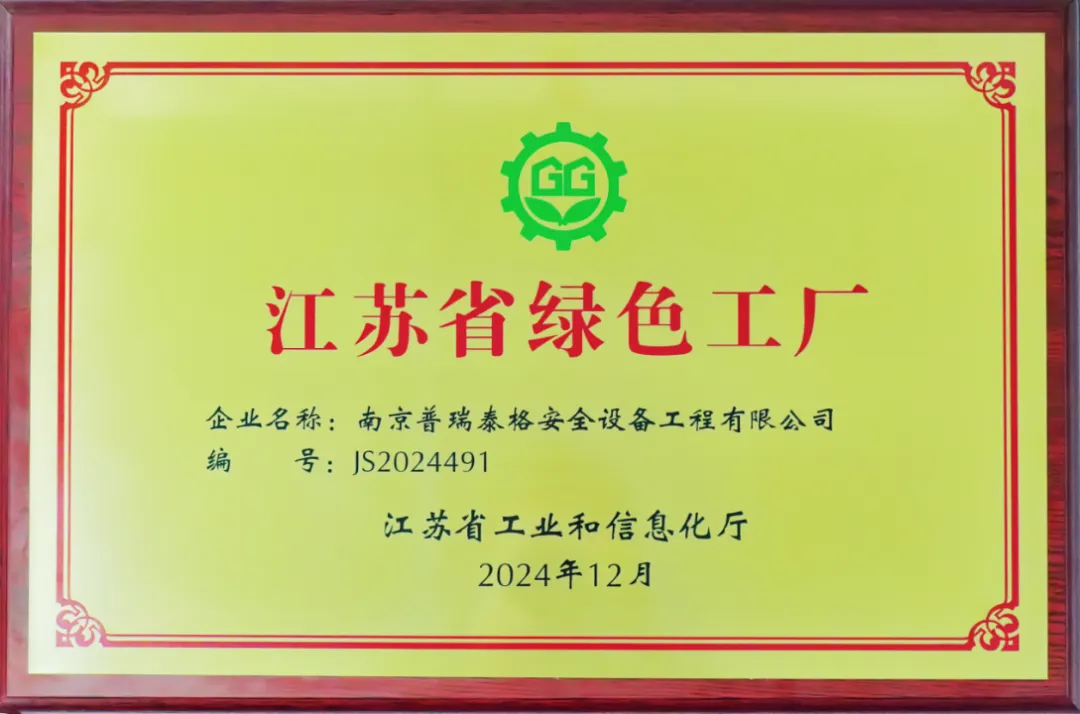 GG
江苏省绿色工厂
企业名称：南京普瑞泰格安全设备工程有限公司
编 号：JS2024491
江苏省工业和信息化厅
2024年12月